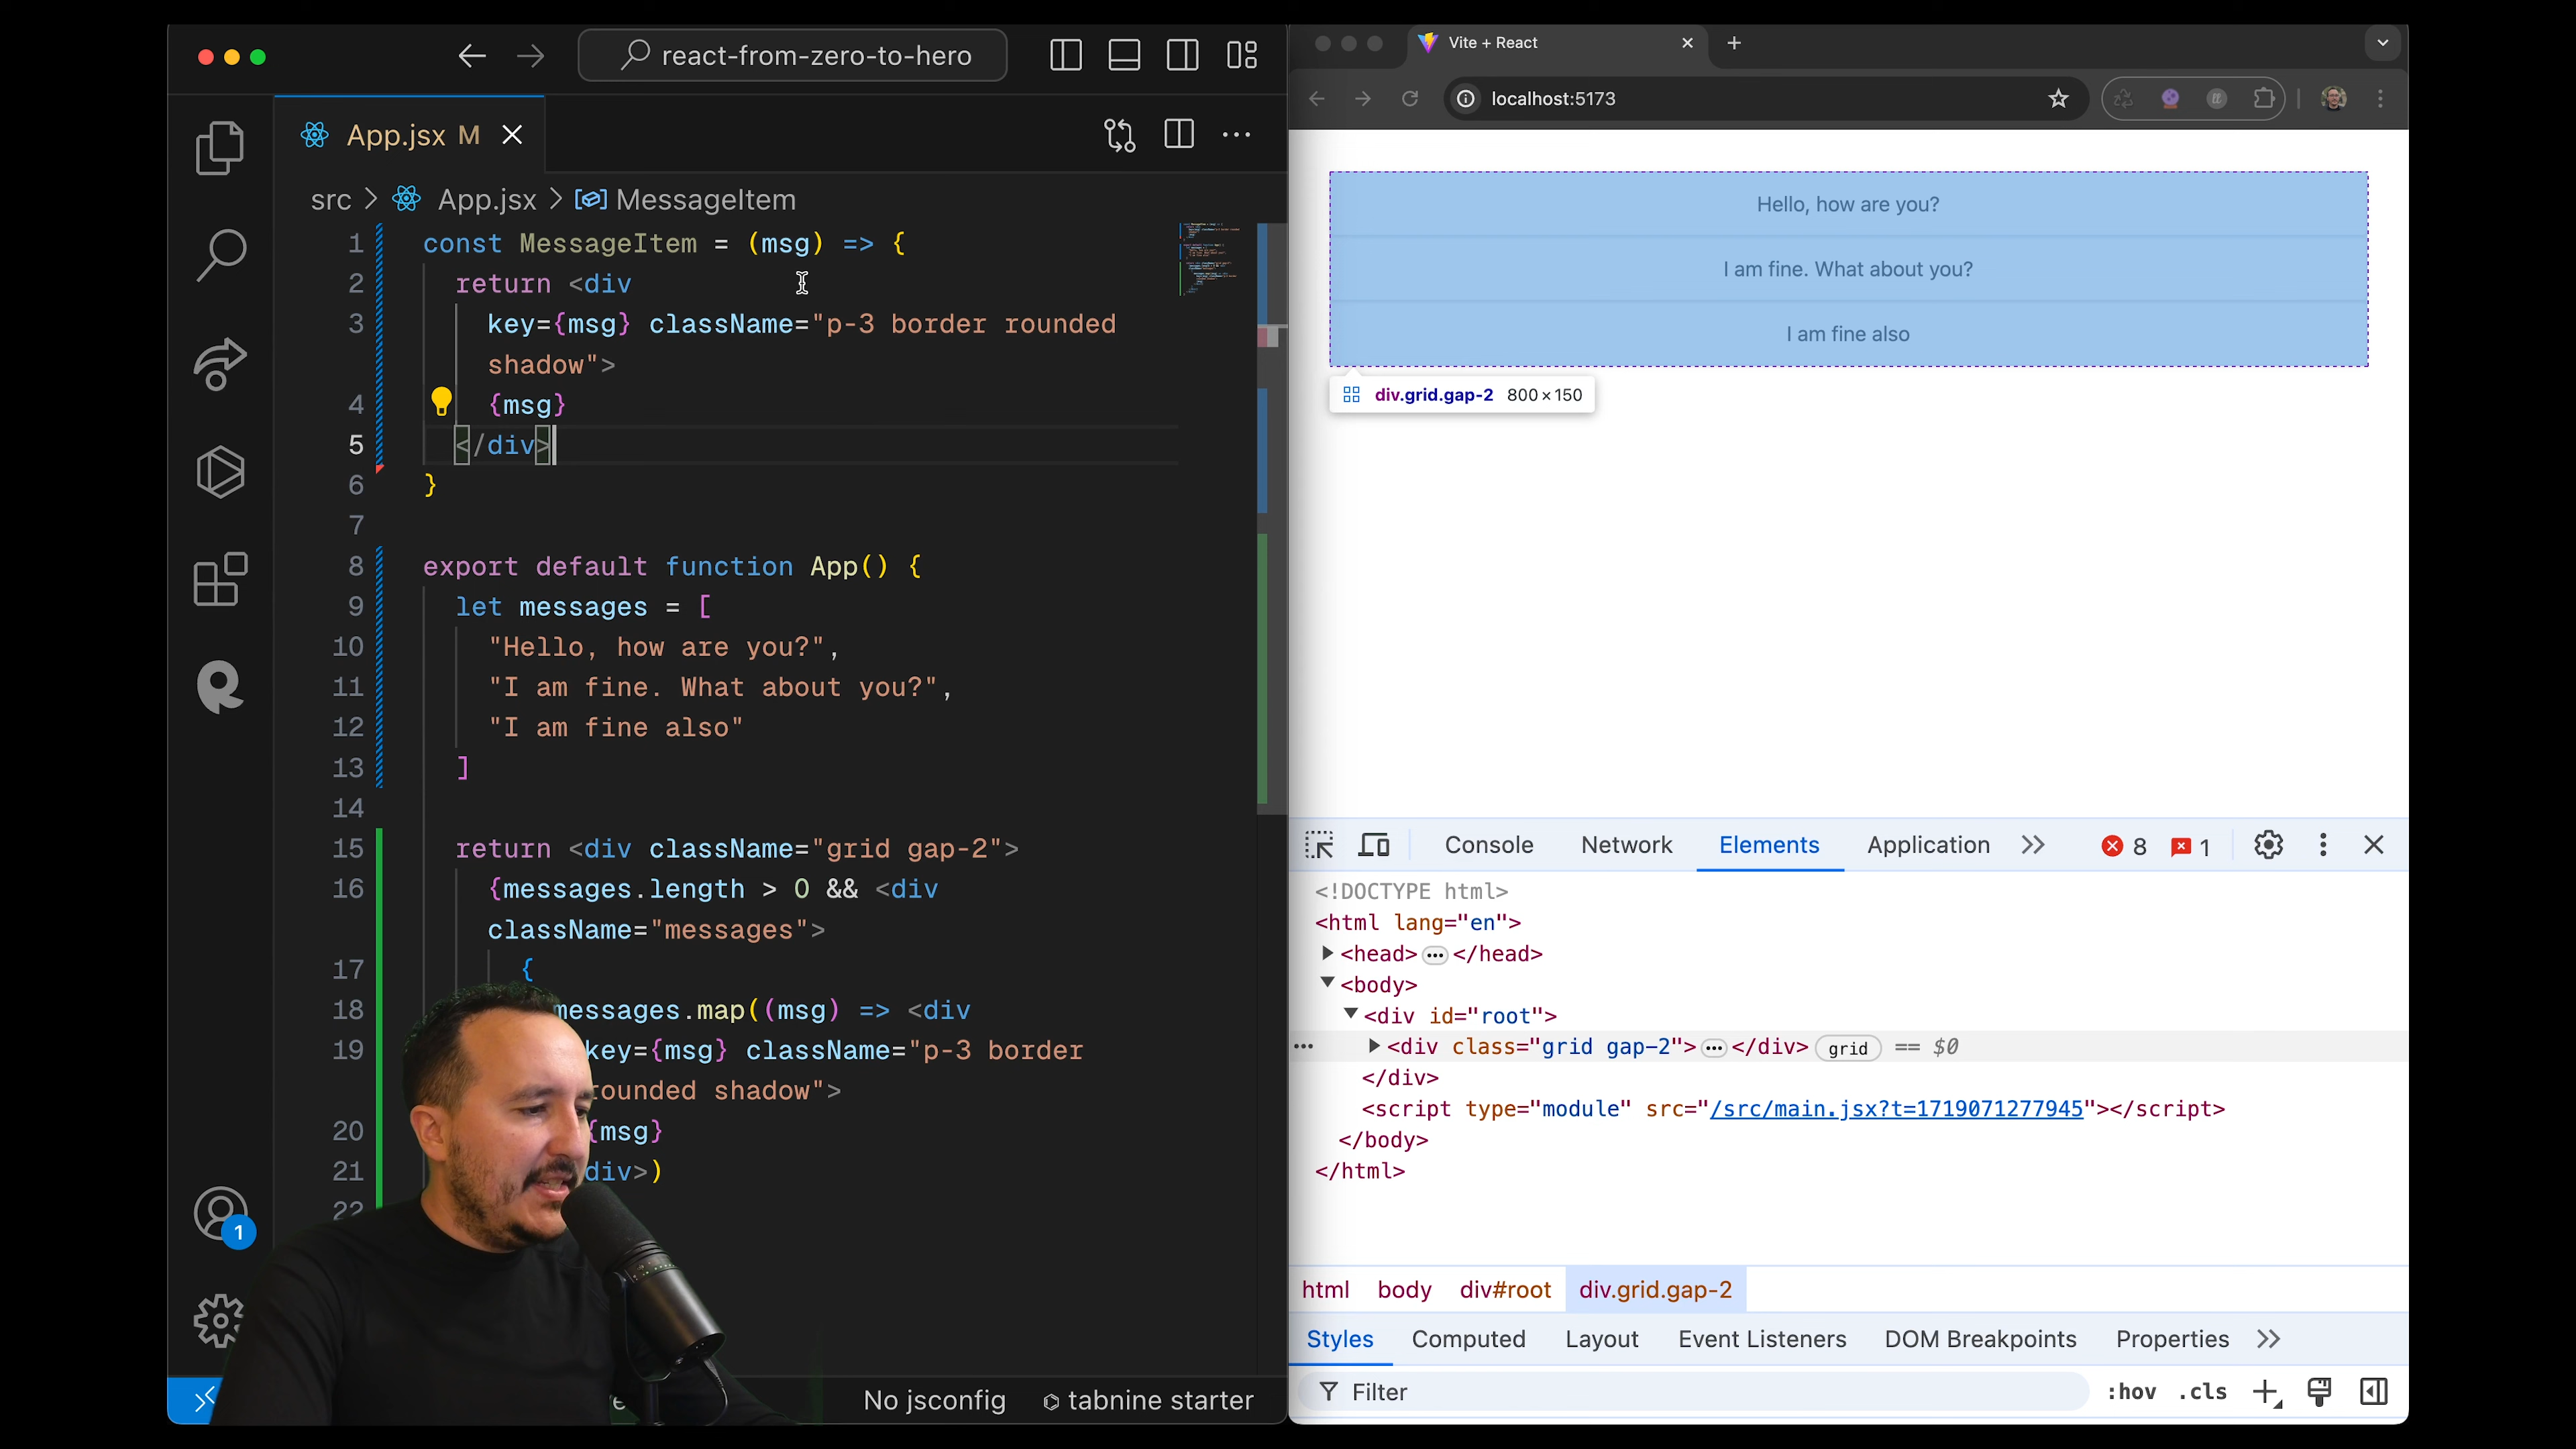 react-from-zero-to-hero
App.jsx M
src > App.jsx > MessageItem
1 const MessageItem = (msg) => {
2 return <div
3 key={msg} className="p-3 border rounded
shadow">
4 {msg}
5 </div>
6 }
7
8 export default function App() {
9 let messages = [
10 "Hello, how are you?",
11 "I am fine. What about you?",
12 "I am fine also"
13 ]
14
15 return <div className="grid gap-2">
16 {messages.length > 0 && <div
className="messages">
17 {
18 messages.map((msg) => <div
19 key={msg} className="p-3 border
rounded shadow">
20 {msg}
21 div>)
22
1
No jsconfig tabnine starter
Vite + React
localhost:5173
Hello, how are you?
I am fine. What about you?
I am fine also
div.grid.gap-2 800×150
Console Network Elements Application 8 1
<!DOCTYPE html>
<html lang="en">
<head> … </head>
<body>
<div id="root">
<div class="grid gap-2"> … </div> grid == $0
</div>
<script type="module" src="/src/main.jsx?t=1719071277945"></script>
</body>
</html>
html body div#root div.grid.gap-2
Styles Computed Layout Event Listeners DOM Breakpoints Properties
Filter :hov .cls